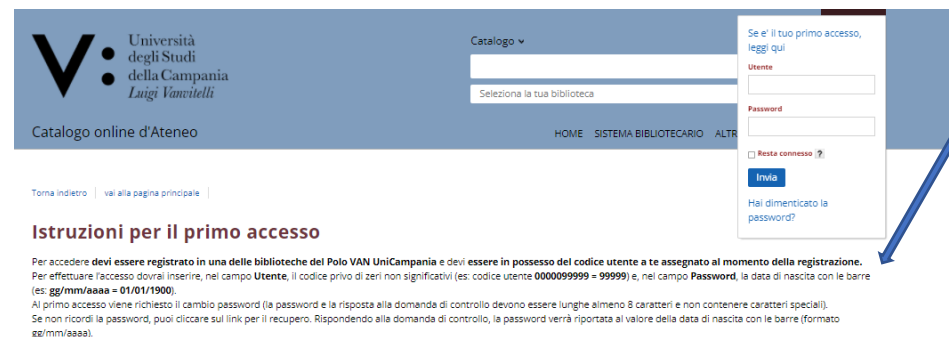 Università
degli Studi
della Campania
Luigi Vanvitelli
Catalogo online d'Ateneo
Catalogo
Seleziona la tua biblioteca
HOME SISTEMA BIBLIOTECARIO ALTR
Se e' il tuo primo accesso,
leggi qui
Utente
Password
Resta connesso ?
Invia
Hai dimenticato la
password?
Torna indietro | vai alla pagina principale |
Istruzioni per il primo accesso
Per accedere devi essere registrato in una delle biblioteche del Polo VAN UniCampania e devi essere in possesso del codice utente a te assegnato al momento della registrazione.
Per effettuare l'accesso dovrai inserire, nel campo Utente, il codice privo di zeri non significativi (es: codice utente 0000099999 = 99999) e, nel campo Password, la data di nascita con le barre
(es: gg/mm/aaaa = 01/01/1900).
Al primo accesso viene richiesto il cambio password (la password e la risposta alla domanda di controllo devono essere lunghe almeno 8 caratteri e non contenere caratteri speciali).
Se non ricordi la password, puoi cliccare sul link per il recupero. Rispondendo alla domanda di controllo, la password verrà riportata al valore della data di nascita con le barre (formato
gg/mm/aaaa).